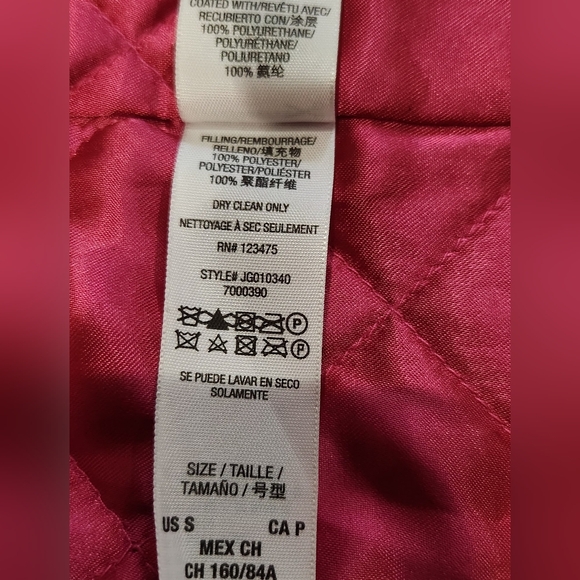 COATED WITH/REVÊTU AVEC/
RECUBIERTO CON/涂层
100% POLYURETHANE/
POLYURÉTHANE/
POLIURETANO
100% 氨纶
FILLING/REMBOURRAGE/
RELLENO/填充物
100% POLYESTER/
POLYESTER/POLIÉSTER
100% 聚酯纤维
DRY CLEAN ONLY
NETTOYAGE À SEC SEULEMENT
RN# 123475
STYLE# JG010340
7000390
P
P
SE PUEDE LAVAR EN SECO
SOLAMENTE
SIZE / TAILLE /
TAMAÑO / 号型
US S CA P
MEX CH
CH 160/84A